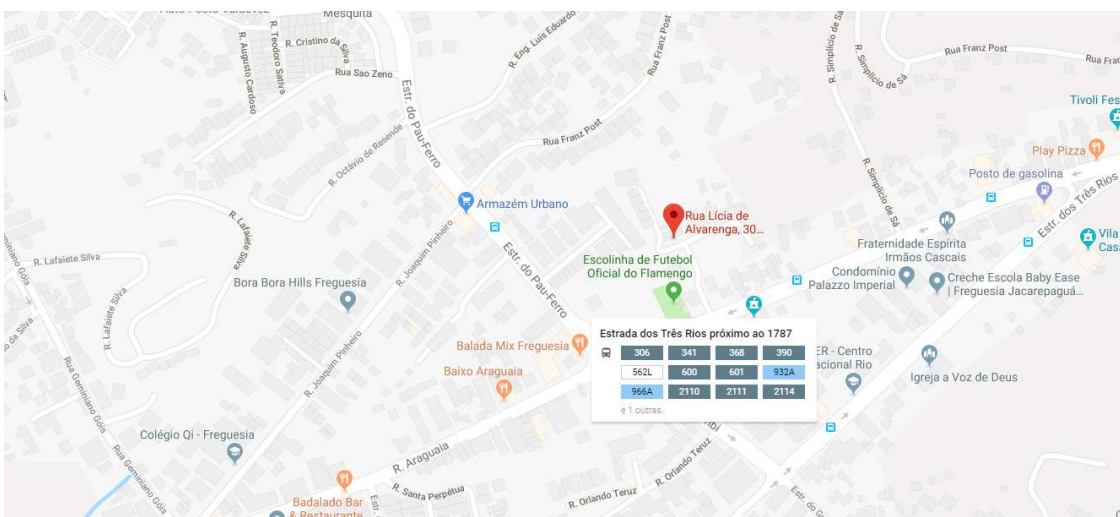 Mesquita
R. Cristino da Silva
R. Teodoro Sativa
R. Augusto Cardoso
Rua Sao Zeno
Estr. do Pau-Ferro
R. Eng. Luis Eduardo
Rua Franz Post
Rua Franz Post
R. Simplício de Sá
R. Simplício de Sá
Rua Franz Post
Rua
Tivoli
Play Pizza
Posto de gasolina
Estr. dos Três Rios
R. Octávio de Resende
Armazém Urbano
Rua Lícia de
Alvarenga, 30...
R. Simplício de Sá
Fraternidade Espírita
Irmãos Cascais
Vila
R. Lafaiete Silva
R. Lafaiete Silva
R. Lafaiete Silva
R. Joaquim Pinheiro
Estr. do Pau-Ferro
Escolinha de Futebol
Oficial do Flamengo
Condomínio
Palazzo Imperial
Creche Escola Baby Ease
| Freguesia Jacarepaguá...
Bora Bora Hills Freguesia
Rua Geminiano Góis
da Silva
R. Joaquim Pinheiro
Balada Mix Freguesia
Baixo Araguaia
Estrada dos Três Rios próximo ao 1787
306 341 368 390
562L 600 601 932A
966A 2110 2111 2114
e 1 outras.
ER - Centro
acional Rio
Igreja a Voz de Deus
Colégio Qi - Freguesia
Rua Geminiano Góis
R. Araguaia
R. Santa Perpétua
R. Orlando Teruz
R. Orlando Teruz
Badalado Bar
& Restaurante
Estr.
Estr. do